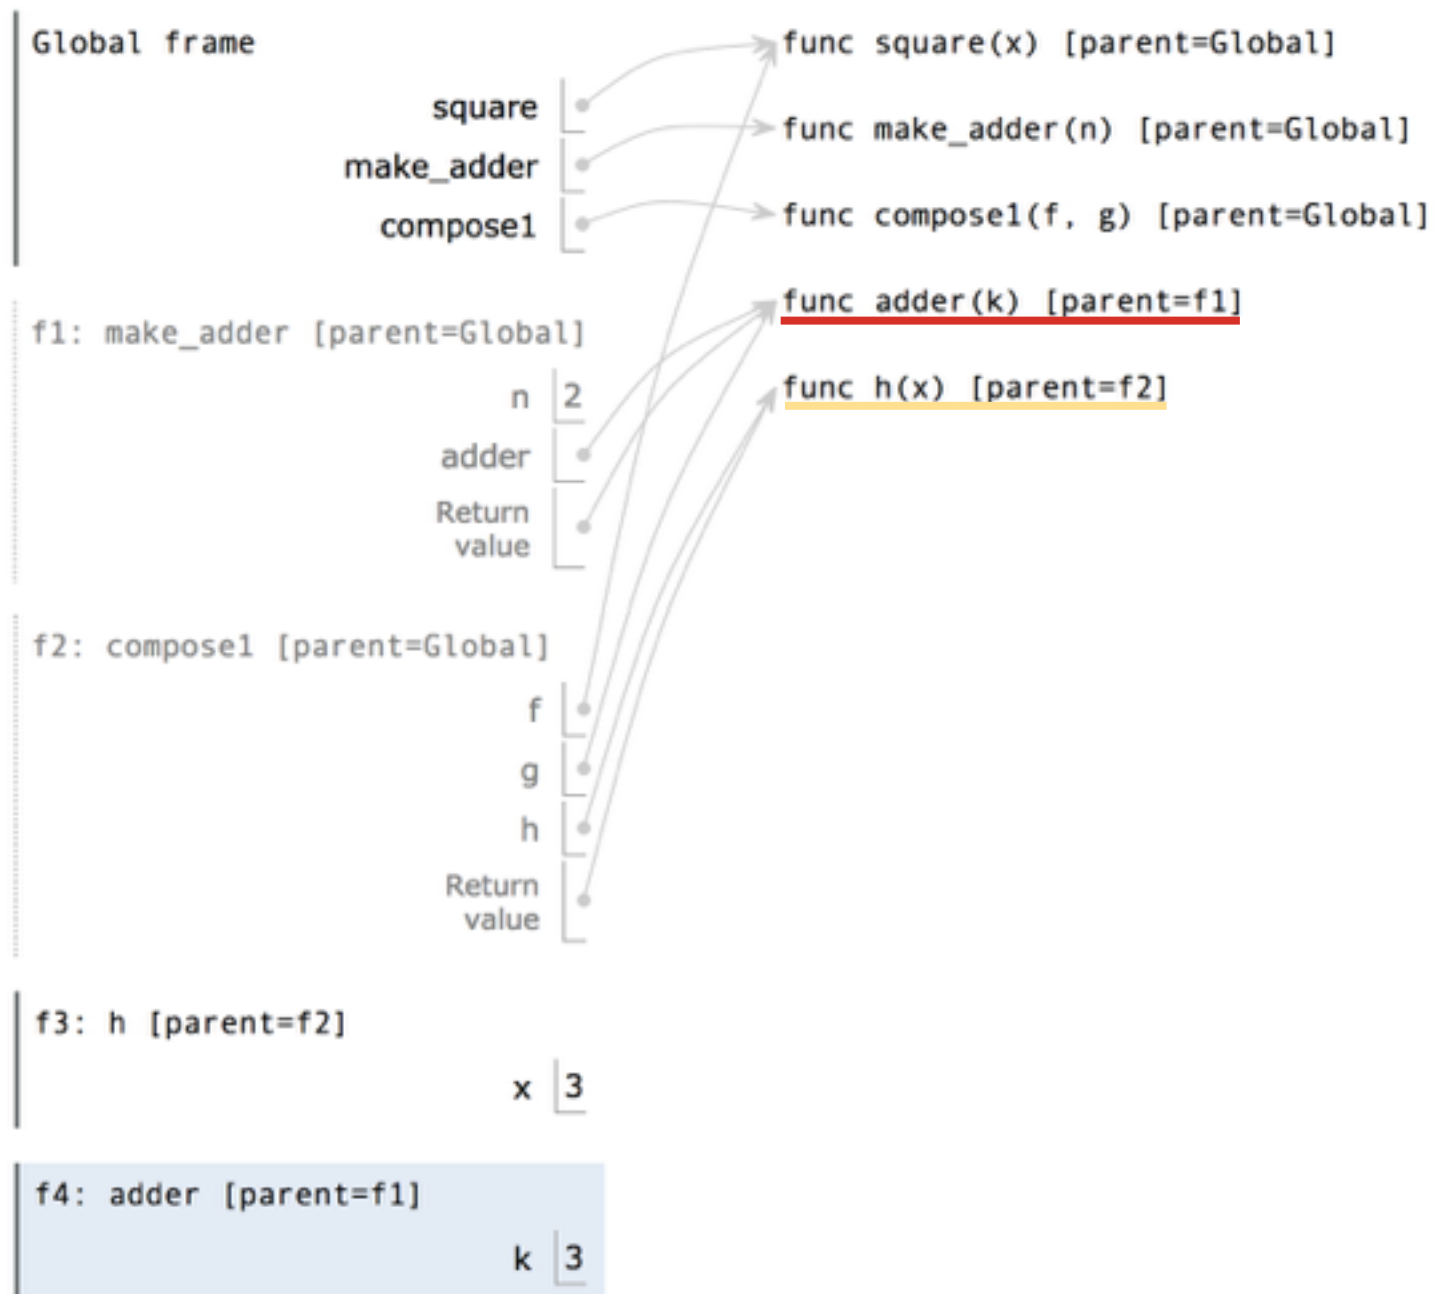 Global frame
square
make_adder
compose1
func square(x) [parent=Global]
func make_adder(n) [parent=Global]
func compose1(f, g) [parent=Global]
func adder(k) [parent=f1]
func h(x) [parent=f2]
f1: make_adder [parent=Global]
n 2
adder
Return
value
f2: compose1 [parent=Global]
f
g
h
Return
value
f3: h [parent=f2]
x 3
f4: adder [parent=f1]
k 3